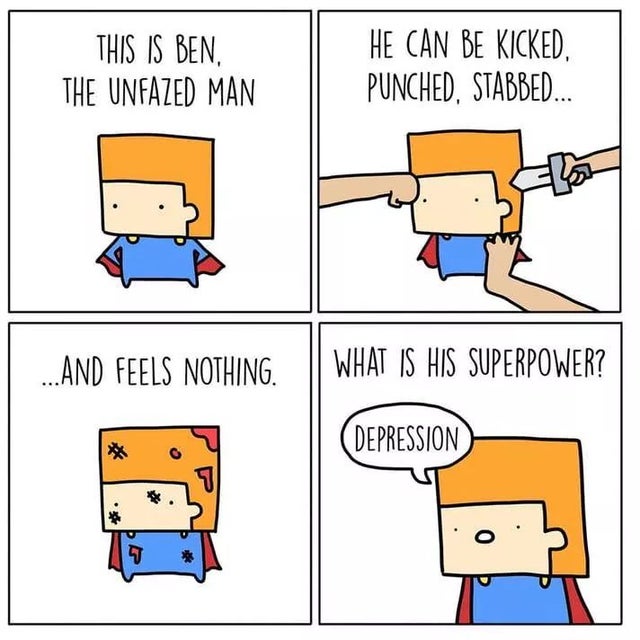 THIS IS BEN,
THE UNFAZED MAN
HE CAN BE KICKED,
PUNCHED, STABBED...
...AND FEELS NOTHING.
WHAT IS HIS SUPERPOWER?
DEPRESSION